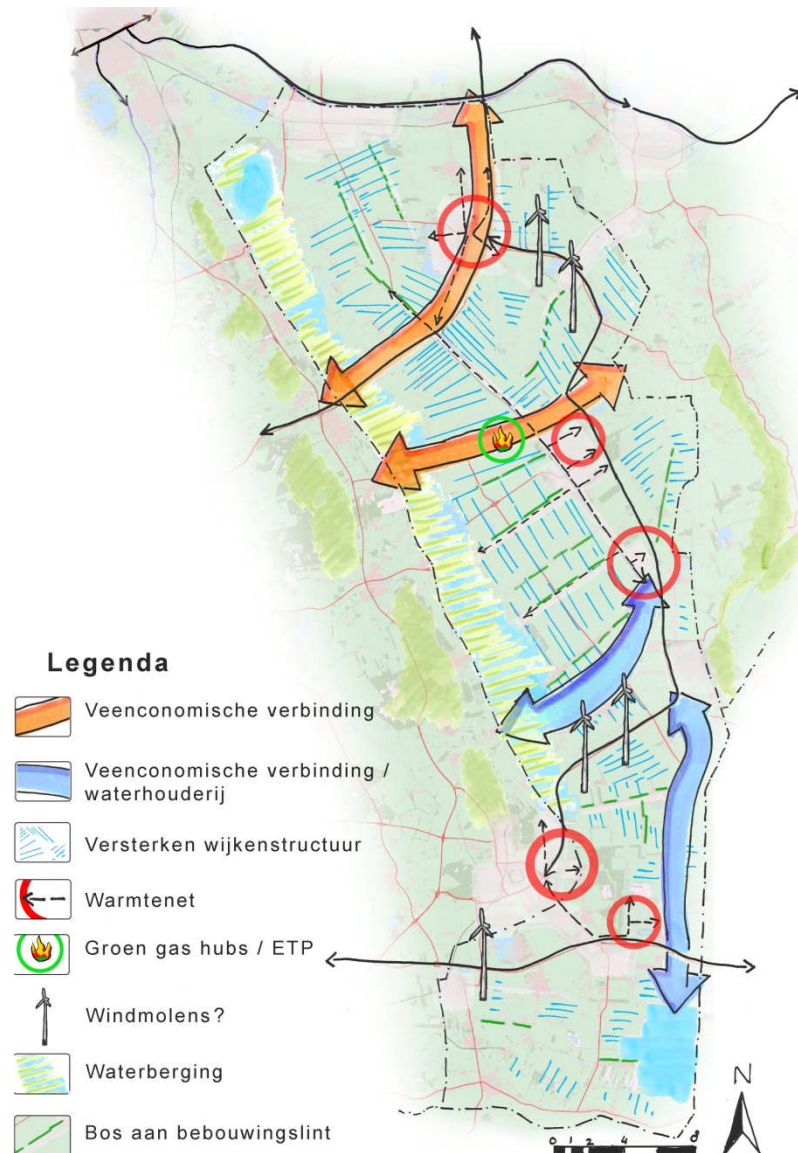 Legenda
Veenconomische verbinding
Veenconomische verbinding /
waterhouderij
Versterken wijkenstructuur
Warmtenet
Groen gas hubs / ETP
Windmolens?
Waterberging
Bos aan bebouwingslint
N
0 1 2 4 8